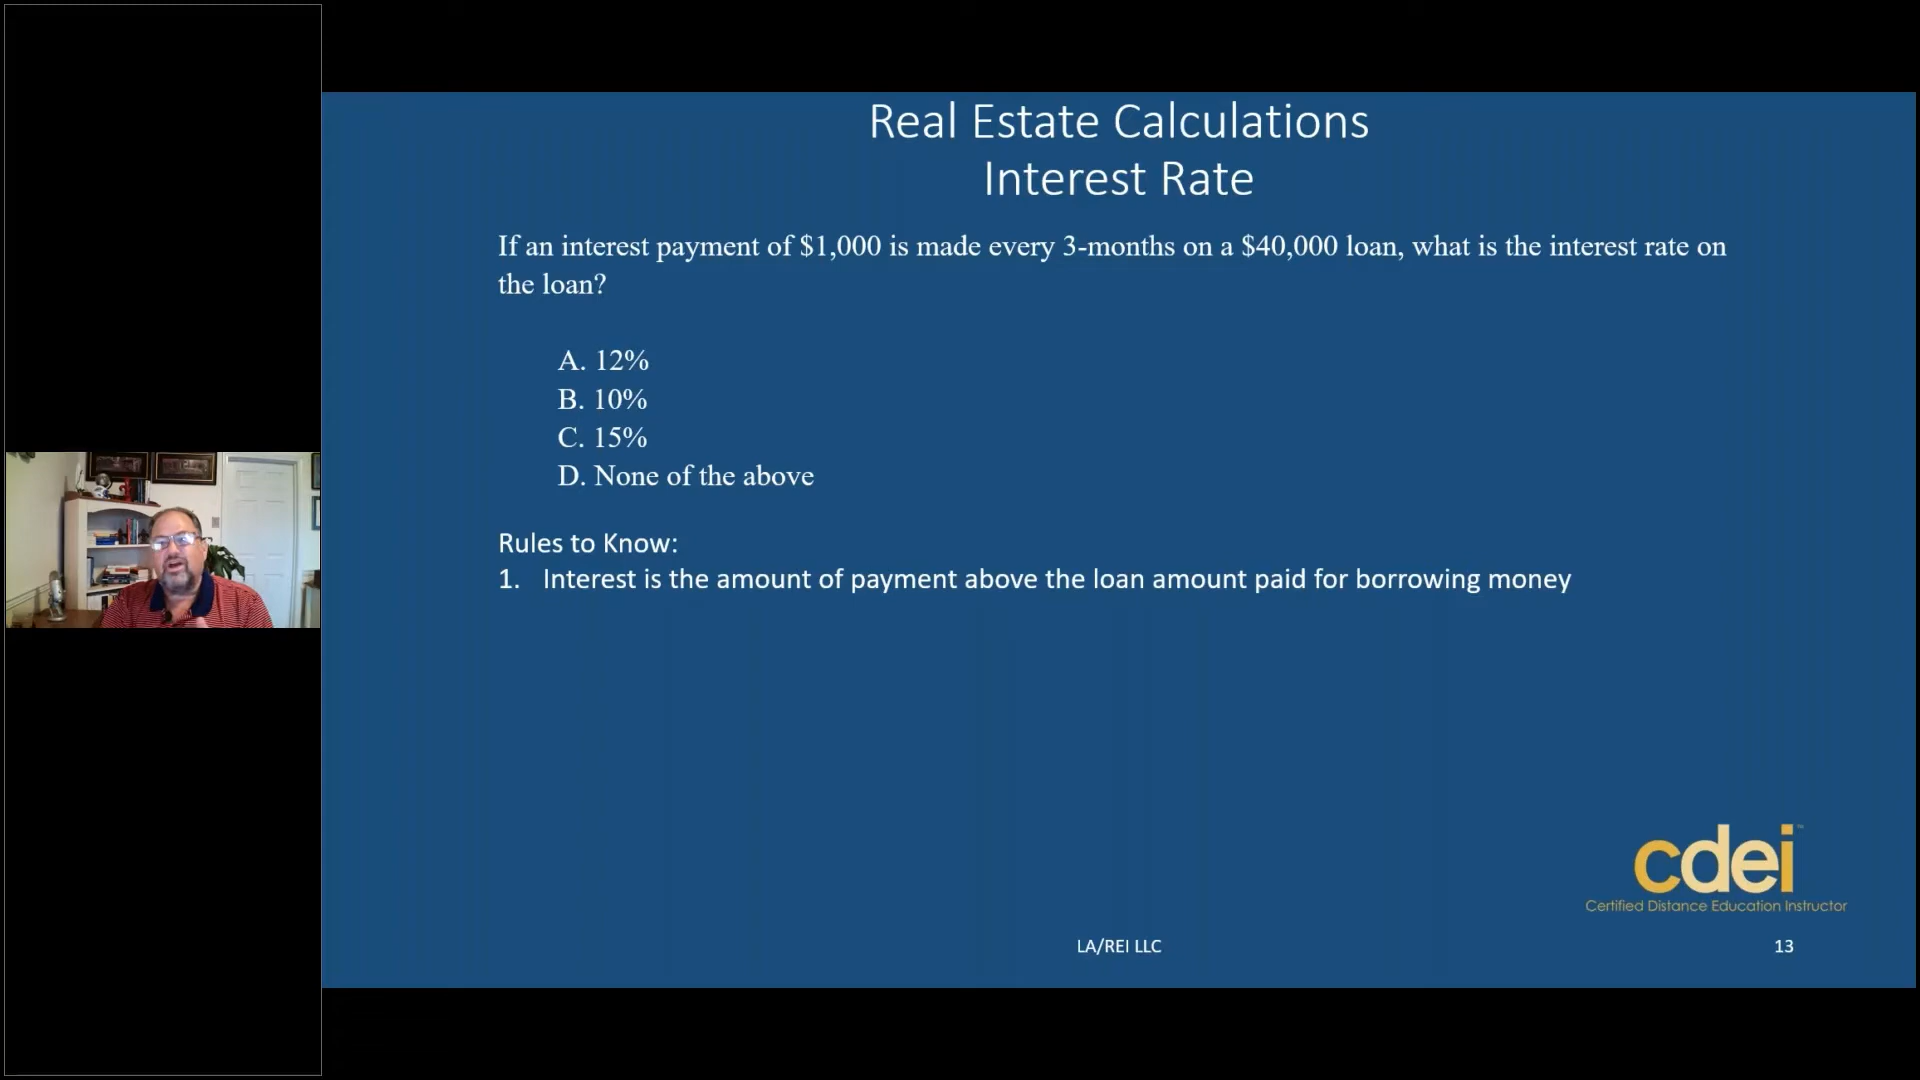 Real Estate Calculations
Interest Rate
If an interest payment of $1,000 is made every 3-months on a $40,000 loan, what is the interest rate on
the loan?
A. 12%
B. 10%
C. 15%
D. None of the above
Rules to Know:
1. Interest is the amount of payment above the loan amount paid for borrowing money
cdei
Certified Distance Education Instructor
LA/REI LLC
13